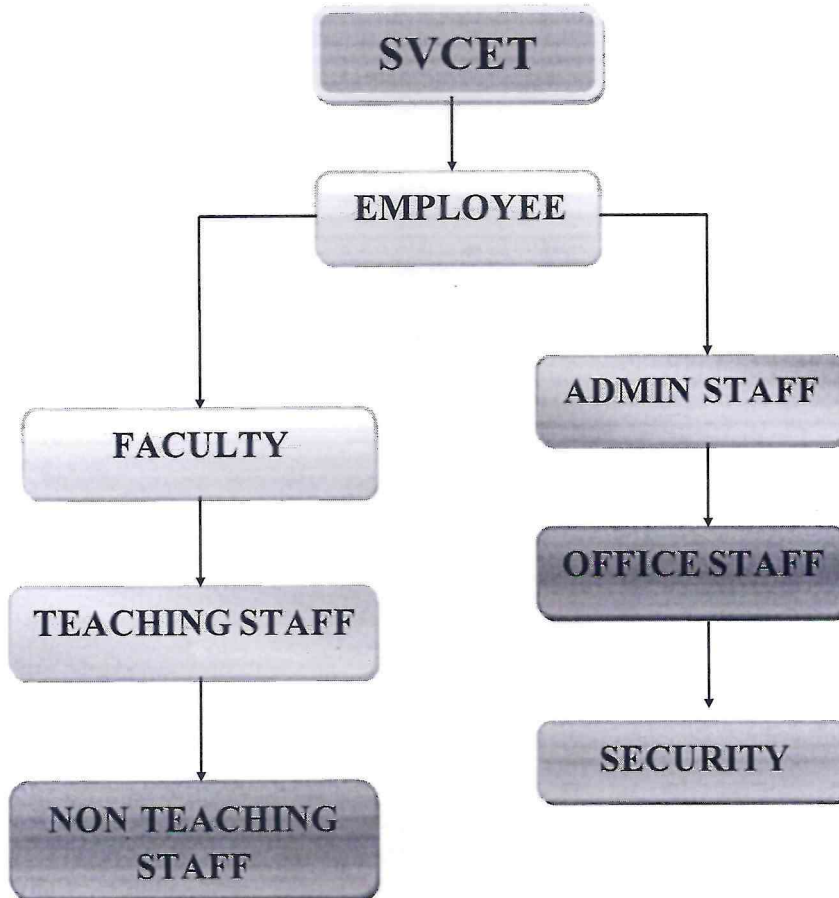 SVCET
EMPLOYEE
ADMIN STAFF
FACULTY
OFFICE STAFF
TEACHING STAFF
SECURITY
NON TEACHING
STAFF